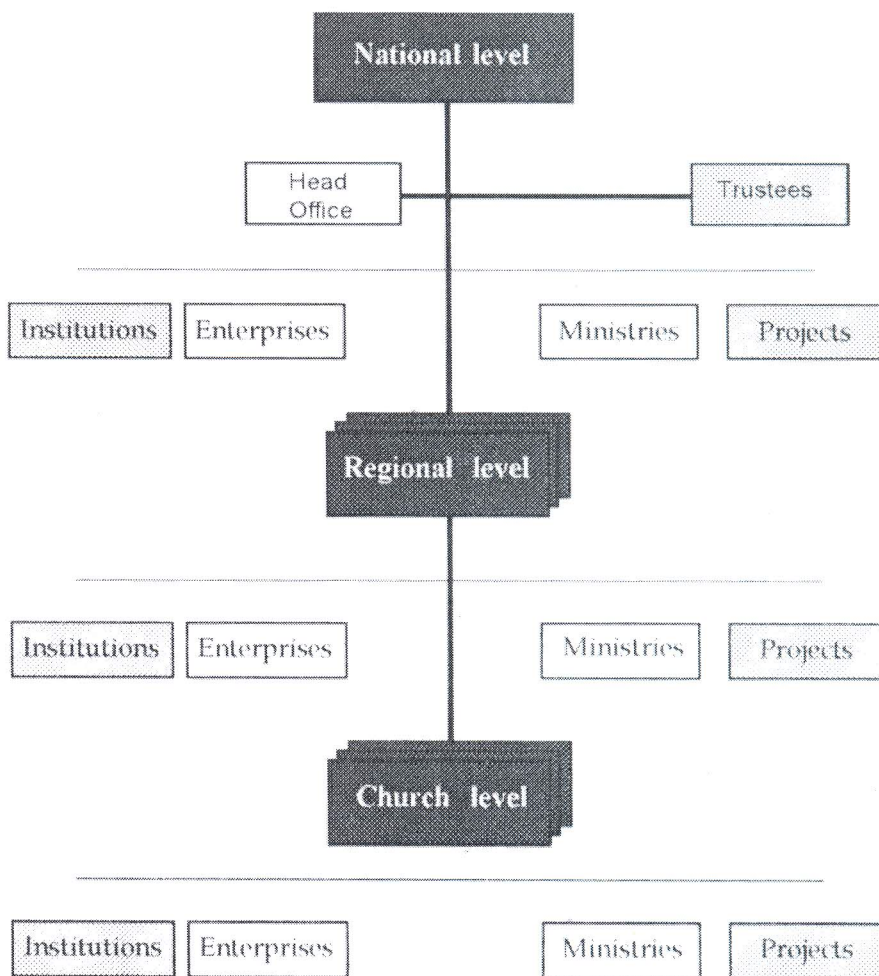 National level
Head
Office
Trustees
Institutions
Enterprises
Ministries
Projects
Regional level
Institutions
Enterprises
Ministries
Projects
Church level
Institutions
Enterprises
Ministries
Projects